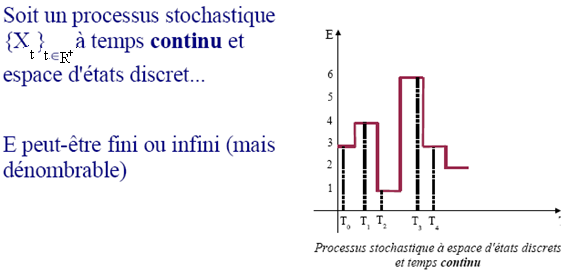 Soit un processus stochastique
{X_t}_t∈R⁺ à temps continu et
espace d'états discret...
E peut-être fini ou infini (mais
dénombrable)
E
6
5
4
3
2
1
T₀ T₁ T₂ T₃ T₄
Processus stochastique à espace d'états discrets
et temps continu